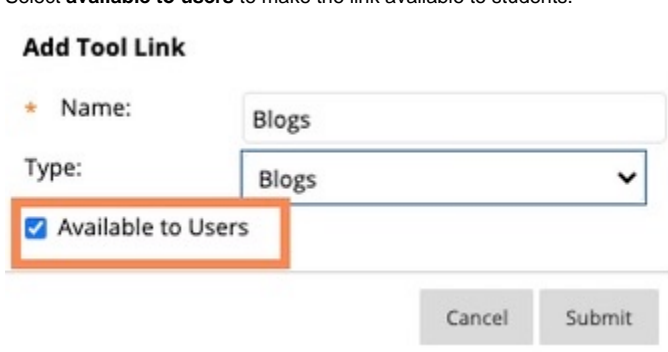 Select available to users to make the link available to students.
Add Tool Link
* Name:
Blogs
Type:
Blogs
Available to Users
Cancel Submit